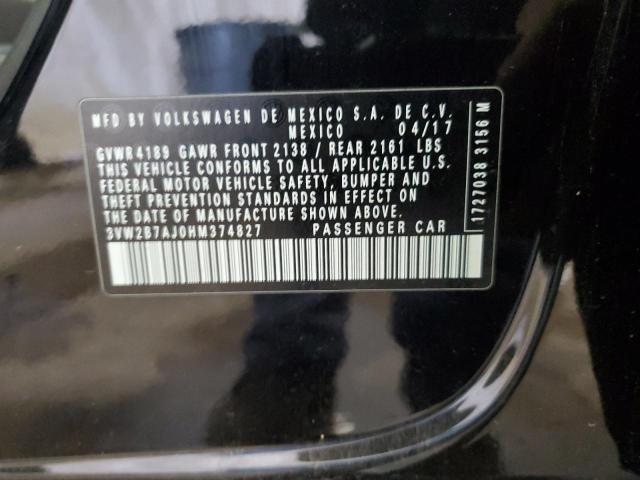 MFD BY VOLKSWAGEN DE MEXICO S.A. DE C.V.
MEXICO 04/17
GVWR4189 GAWR FRONT 2138 / REAR 2161 LBS
THIS VEHICLE CONFORMS TO ALL APPLICABLE U.S.
FEDERAL MOTOR VEHICLE SAFETY, BUMPER AND
THEFT PREVENTION STANDARDS IN EFFECT ON
THE DATE OF MANUFACTURE SHOWN ABOVE.
3VW2B7AJ0HM374827 PASSENGER CAR
1727038 3156 M